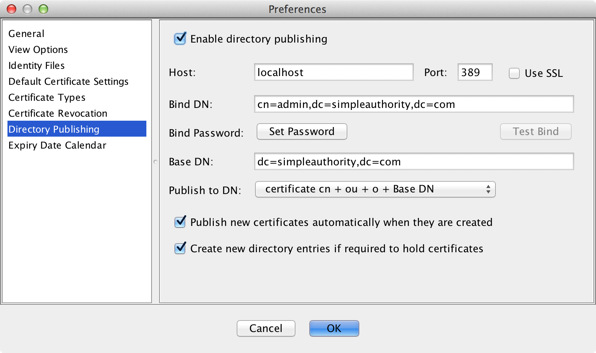 Preferences
General
View Options
Identity Files
Default Certificate Settings
Certificate Types
Certificate Revocation
Directory Publishing
Expiry Date Calendar
Enable directory publishing
Host: localhost Port: 389 Use SSL
Bind DN: cn=admin,dc=simpleauthority,dc=com
Bind Password: Set Password Test Bind
Base DN: dc=simpleauthority,dc=com
Publish to DN: certificate cn + ou + o + Base DN
Publish new certificates automatically when they are created
Create new directory entries if required to hold certificates
Cancel OK